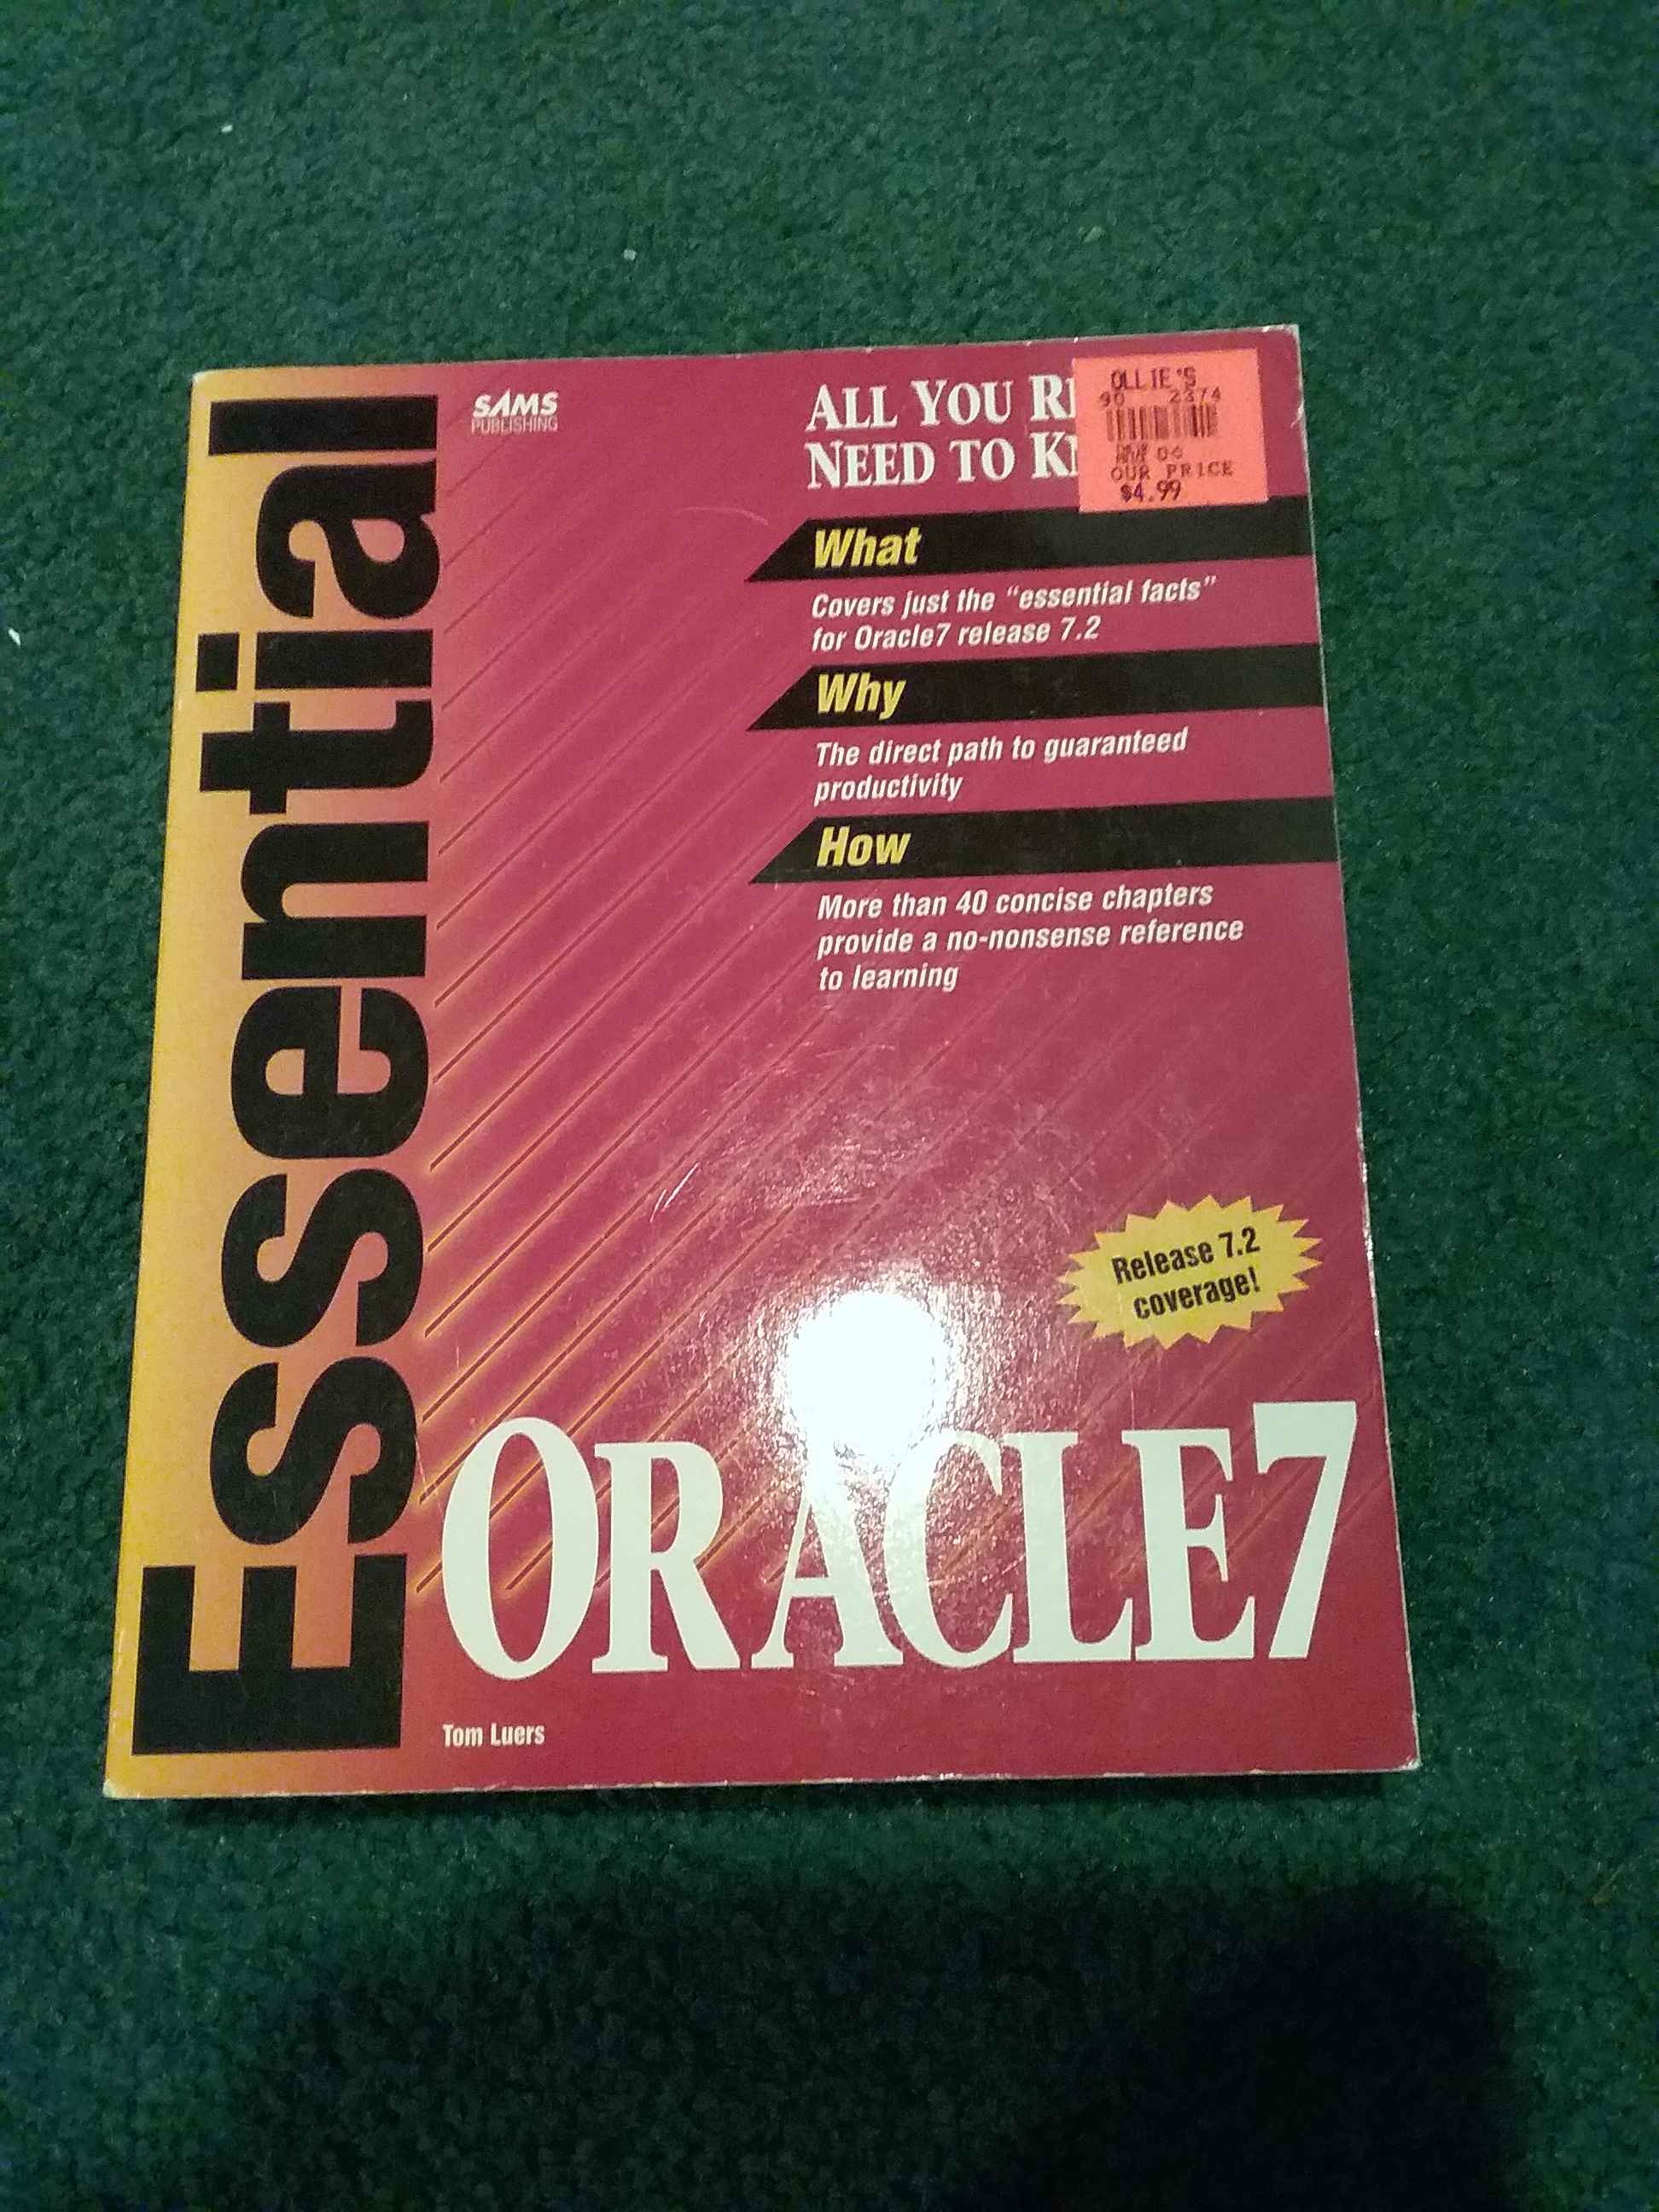 Essential
SAMS
PUBLISHING
ALL YOU
NEED TO
OLLIE'S
90 2374
OUR PRICE
$4.99
What
Covers just the "essential facts"
for Oracle7 release 7.2
Why
The direct path to guaranteed
productivity
How
More than 40 concise chapters
provide a no-nonsense reference
to learning
Release 7.2
coverage!
ORACLE7
Tom Luers